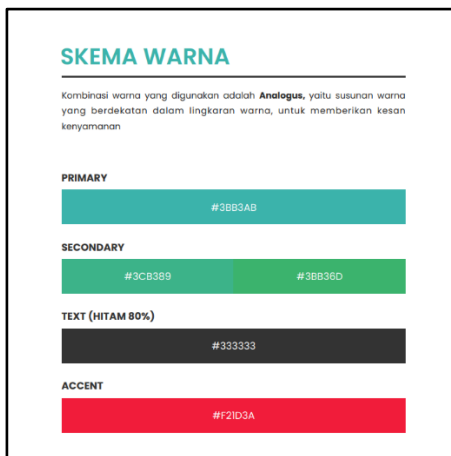 SKEMA WARNA
Kombinasi warna yang digunakan adalah Analogus, yaitu susunan warna
yang berdekatan dalam lingkaran warna, untuk memberikan kesan
kenyamanan
PRIMARY
#3BB3AB
SECONDARY
#3CB389 #3BB36D
TEXT (HITAM 80%)
#333333
ACCENT
#F21D3A